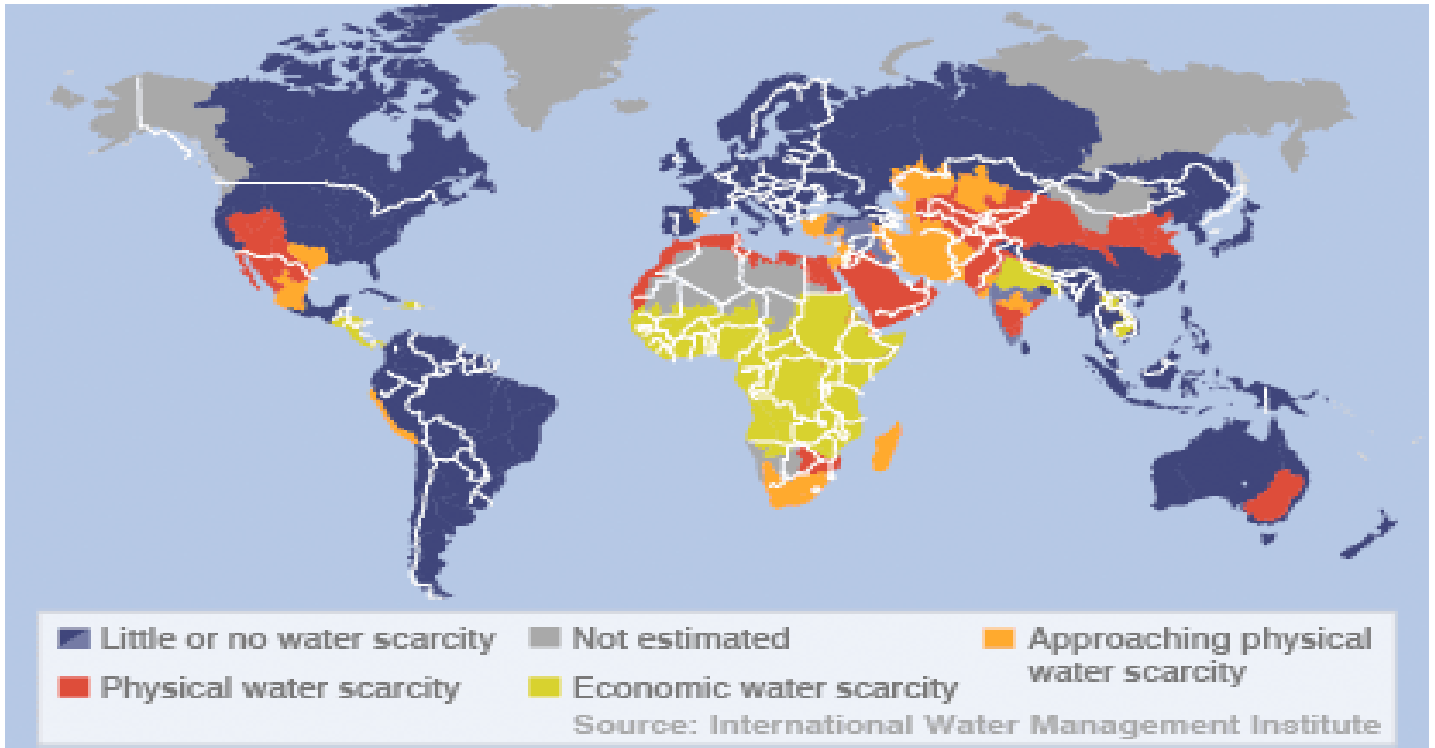 Little or no water scarcity
Not estimated
Approaching physical
water scarcity
Physical water scarcity
Economic water scarcity
Source: International Water Management Institute